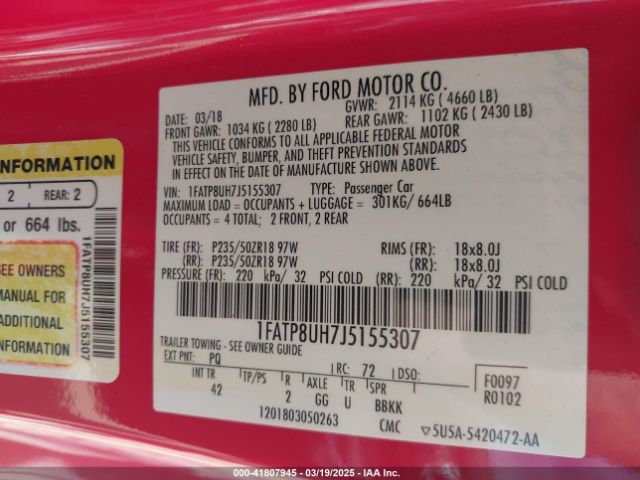 MFD. BY FORD MOTOR CO.
DATE: 03/18 GVWR: 2114 KG ( 4660 LB)
FRONT GAWR: 1034 KG ( 2280 LB) REAR GAWR: 1102 KG ( 2430 LB)
THIS VEHICLE CONFORMS TO ALL APPLICABLE FEDERAL MOTOR
VEHICLE SAFETY, BUMPER, AND THEFT PREVENTION STANDARDS
IN EFFECT ON THE DATE OF MANUFACTURE SHOWN ABOVE.
VIN: 1FATP8UH7J5155307 TYPE: Passenger Car
MAXIMUM LOAD = OCCUPANTS + LUGGAGE = 301KG/ 664LB
OCCUPANTS = 4 TOTAL; 2 FRONT, 2 REAR
TIRE (FR): P235/50ZR18 97W RIMS (FR): 18x8.0J
(RR): P235/50ZR18 97W (RR): 18x8.0J
PRESSURE (FR): 220 kPa/ 32 PSI COLD (RR): 220 kPa/ 32 PSI COLD
1FATP8UH7J5155307
TRAILER TOWING - SEE OWNER GUIDE
EXT PNT: PQ RC: 72 DSO: F0097
R0102
INT TR TP/PS R AXLE TR SPR
42 2 GG U BBKK
1201803050263 CMC 5U5A-5420472-AA
INFORMATION
2 REAR: 2
or 664 lbs.
SEE OWNERS
MANUAL FOR
ADDITIONAL
INFORMATION
1FATP8UH7J5155307
000-41807945 - 03/19/2025 - IAA Inc.